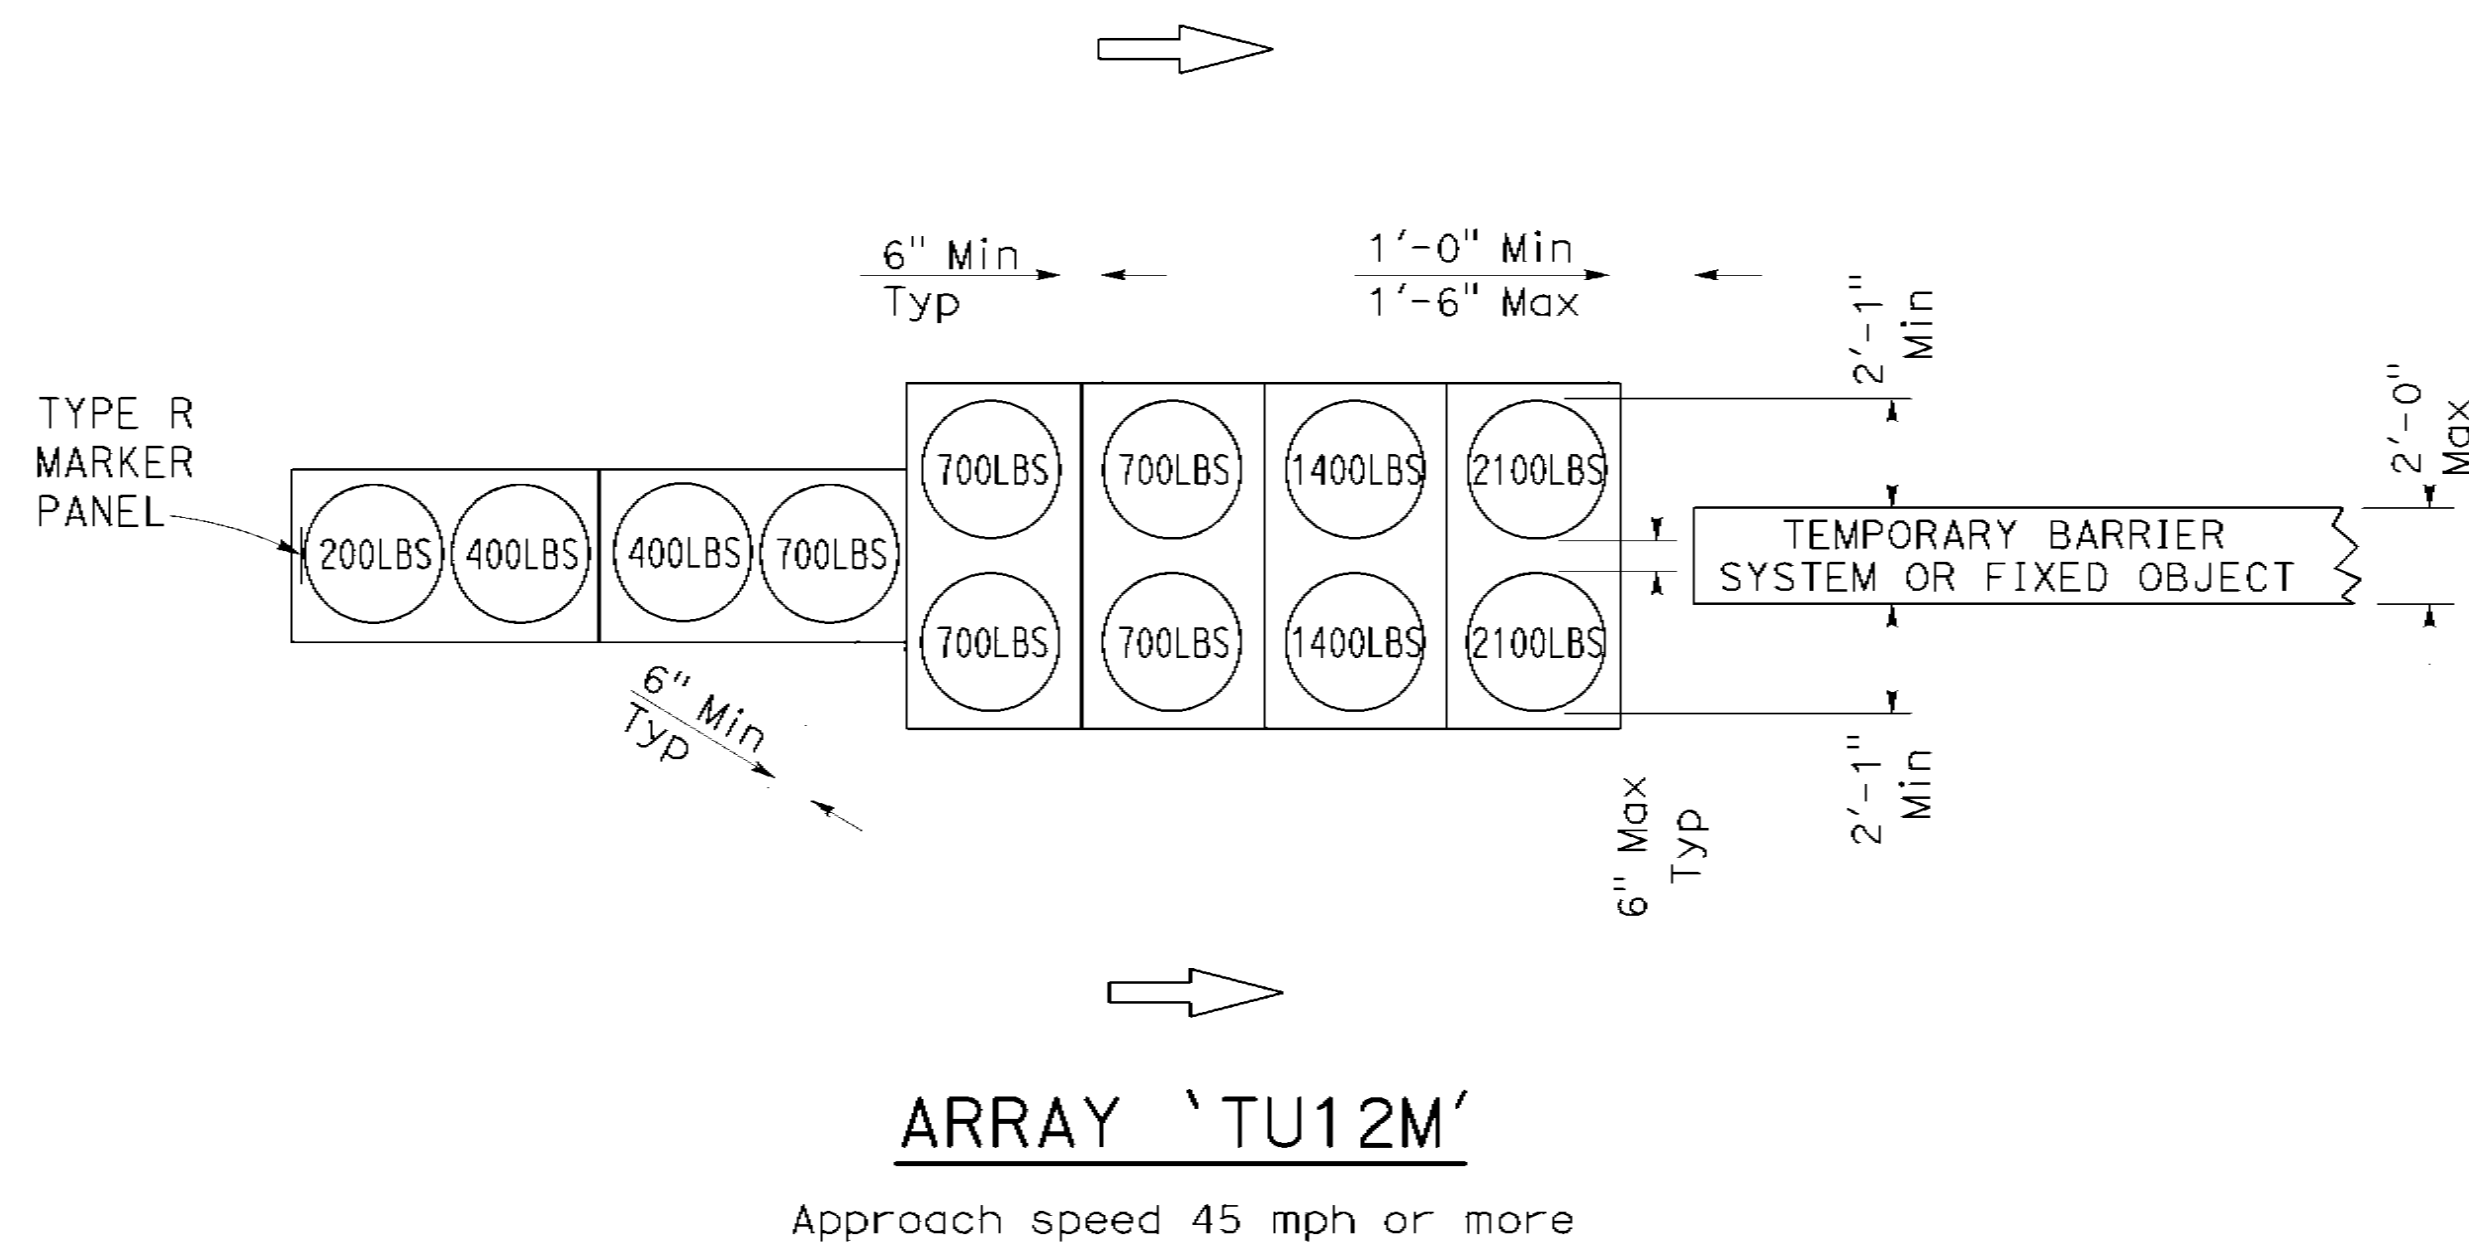 6" Min
Typ
1'-0" Min
1'-6" Max
2'-1"
Min
2'-0"
Max
TYPE R
MARKER
PANEL
700LBS 700LBS 1400LBS 2100LBS
200LBS 400LBS 400LBS 700LBS
TEMPORARY BARRIER
SYSTEM OR FIXED OBJECT
700LBS 700LBS 1400LBS 2100LBS
6" Min
Typ
6" Max
Typ
2'-1"
Min
ARRAY 'TU12M'
Approach speed 45 mph or more